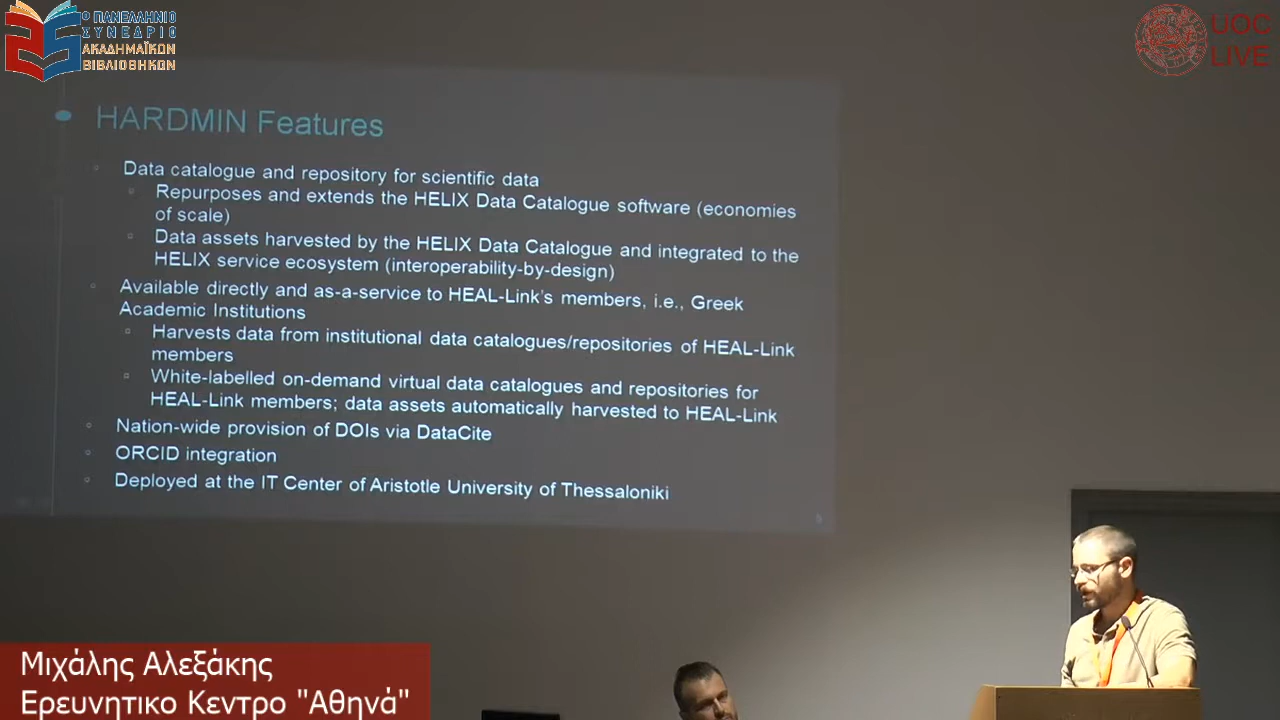 Ο ΠΑΝΕΛΛΗΝΙΟ
ΣΥΝΕΔΡΙΟ
ΑΚΑΔΗΜΑΪΚΩΝ
ΒΙΒΛΙΟΘΗΚΩΝ
UOC
LIVE
HARDMIN Features
Data catalogue and repository for scientific data
Repurposes and extends the HELIX Data Catalogue software (economies
of scale)
Data assets harvested by the HELIX Data Catalogue and integrated to the
HELIX service ecosystem (interoperability-by-design)
Available directly and as-a-service to HEAL-Link's members, i.e., Greek
Academic Institutions
Harvests data from institutional data catalogues/repositories of HEAL-Link
members
White-labelled on-demand virtual data catalogues and repositories for
HEAL-Link members; data assets automatically harvested to HEAL-Link
Nation-wide provision of DOIs via DataCite
ORCID integration
Deployed at the IT Center of Aristotle University of Thessaloniki
Μιχάλης Αλεξάκης
Ερευνητικο Κεντρο "Αθηνά"